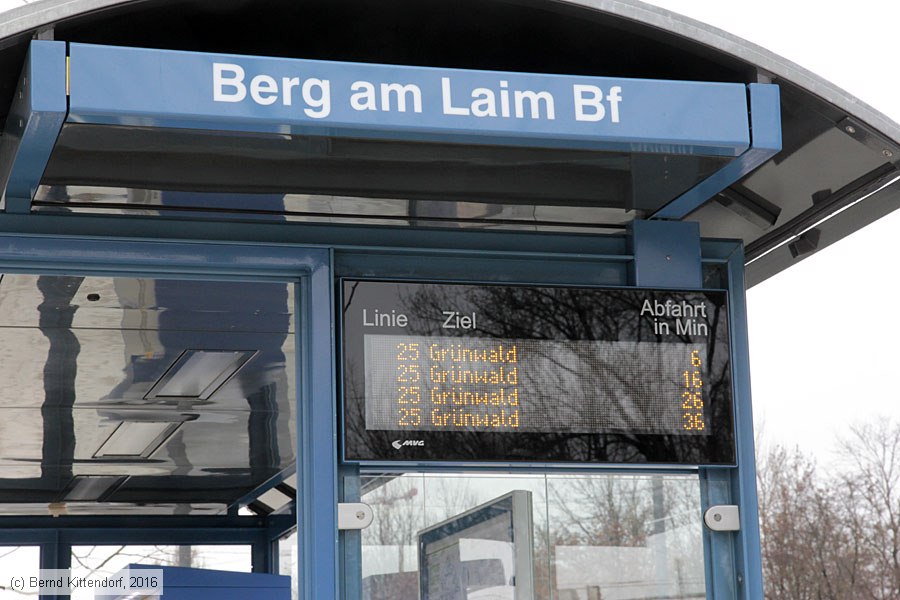 Berg am Laim Bf
Linie Ziel Abfahrt in Min
25 Grünwald 6
25 Grünwald 16
25 Grünwald 26
25 Grünwald 36
MVG
(c) Bernd Kittendorf, 2016